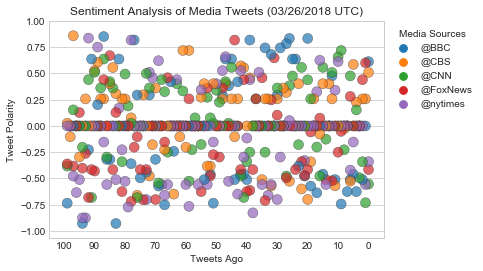 Sentiment Analysis of Media Tweets (03/26/2018 UTC)
Tweet Polarity
1.00
0.75
0.50
0.25
0.00
−0.25
−0.50
−0.75
−1.00
100 90 80 70 60 50 40 30 20 10 0
Tweets Ago
Media Sources
@BBC
@CBS
@CNN
@FoxNews
@nytimes